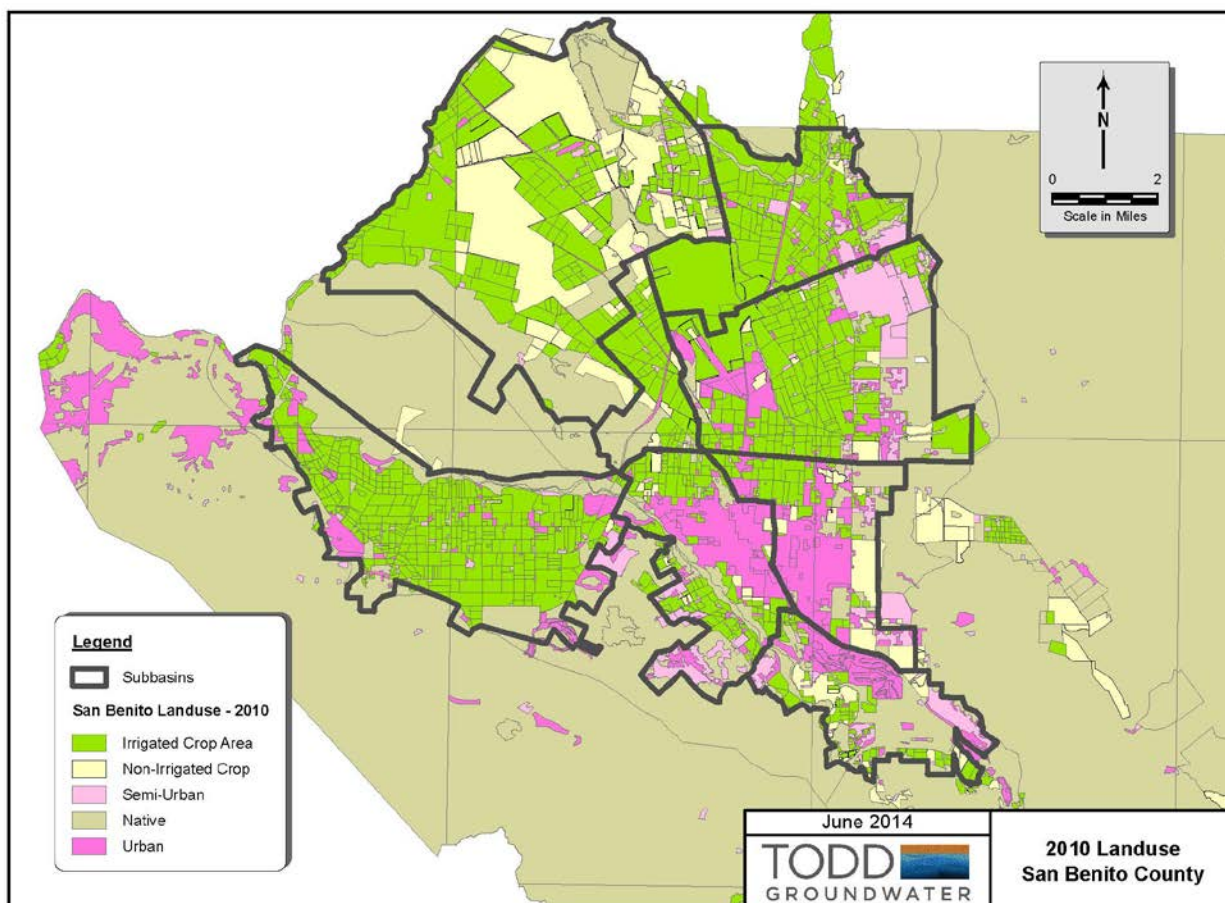 N
0 2
Scale in Miles
Legend
Subbasins
San Benito Landuse - 2010
Irrigated Crop Area
Non-Irrigated Crop
Semi-Urban
Native
Urban
June 2014
TODD
GROUNDWATER
2010 Landuse
San Benito County